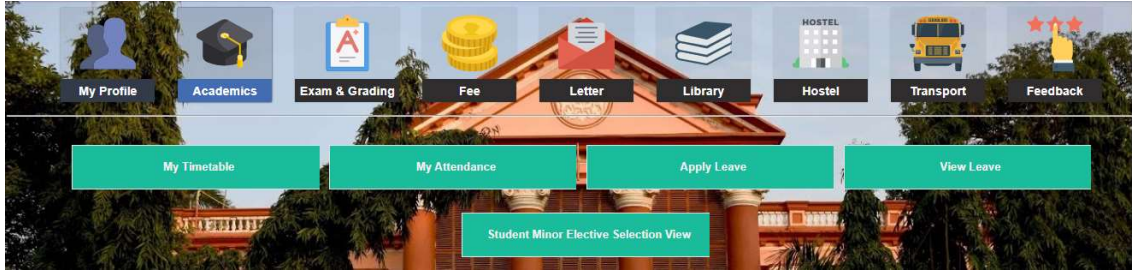 HOSTEL
My Profile
Academics
Exam & Grading
Fee
Letter
Library
Hostel
Transport
Feedback
My Timetable
My Attendance
Apply Leave
View Leave
Student Minor Elective Selection View